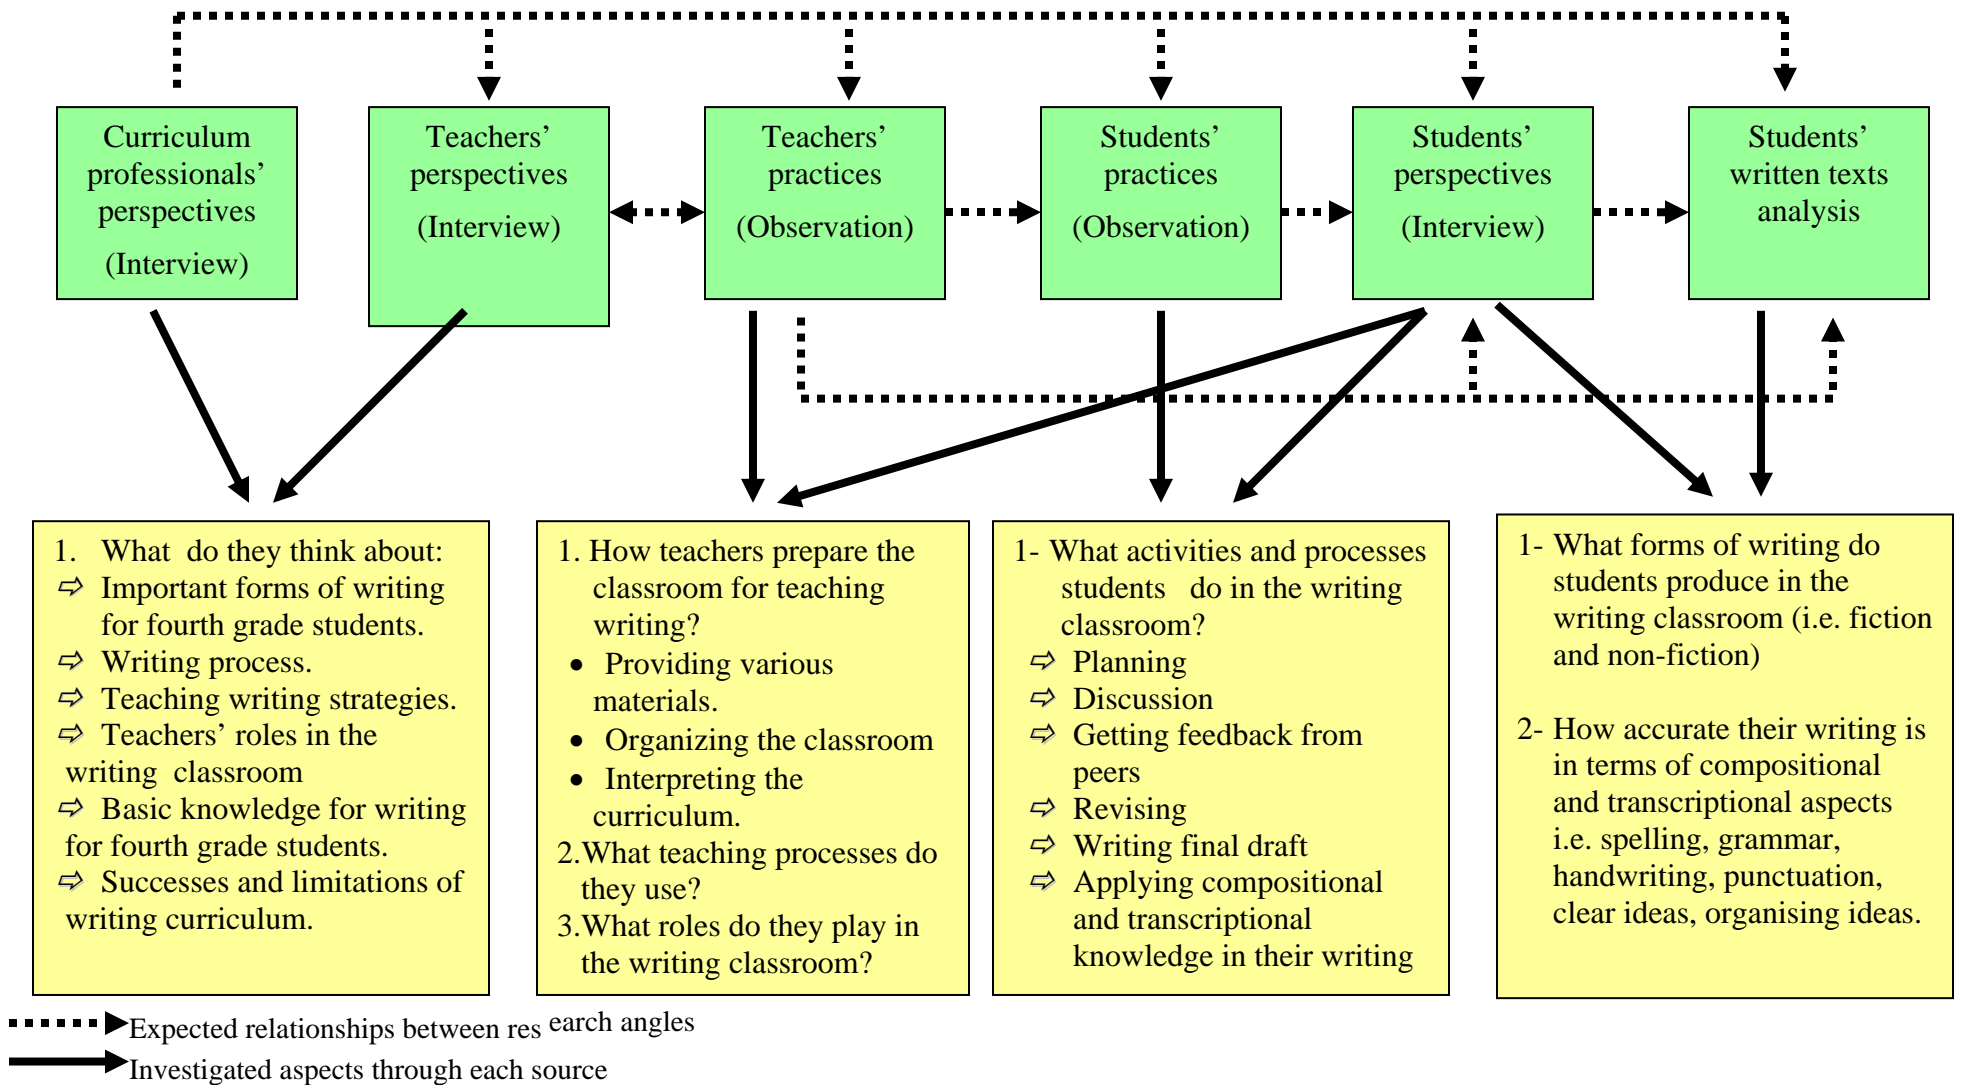 Curriculum
professionals’
perspectives
(Interview)
Teachers’
perspectives
(Interview)
Teachers’
practices
(Observation)
Students’
practices
(Observation)
Students’
perspectives
(Interview)
Students’
written texts
analysis
1. What do they think about:
⇨ Important forms of writing
for fourth grade students.
⇨ Writing process.
⇨ Teaching writing strategies.
⇨ Teachers’ roles in the
writing classroom
⇨ Basic knowledge for writing
for fourth grade students.
⇨ Successes and limitations of
writing curriculum.
1. How teachers prepare the
classroom for teaching
writing?
• Providing various
materials.
• Organizing the classroom
• Interpreting the
curriculum.
2.What teaching processes do
they use?
3.What roles do they play in
the writing classroom?
1- What activities and processes
students do in the writing
classroom?
⇨ Planning
⇨ Discussion
⇨ Getting feedback from
peers
⇨ Revising
⇨ Writing final draft
⇨ Applying compositional
and transcriptional
knowledge in their writing
1- What forms of writing do
students produce in the
writing classroom (i.e. fiction
and non-fiction)
2- How accurate their writing is
in terms of compositional
and transcriptional aspects
i.e. spelling, grammar,
handwriting, punctuation,
clear ideas, organising ideas.
Expected relationships between res earch angles
Investigated aspects through each source